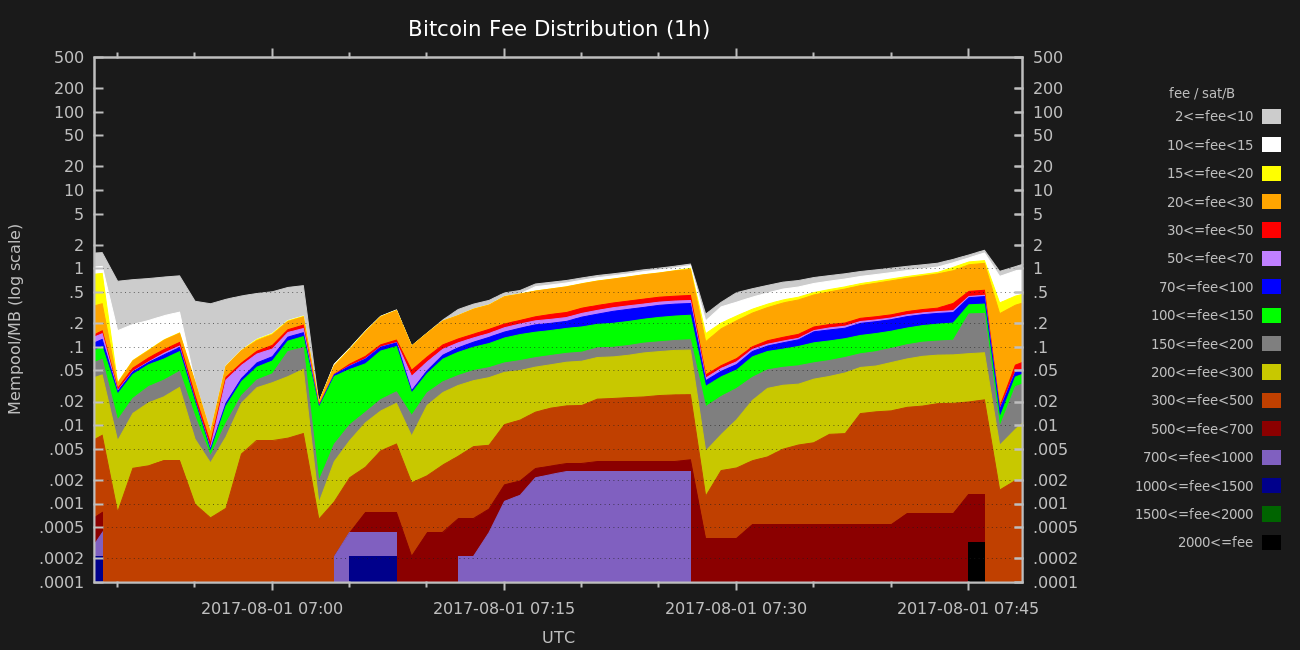 Bitcoin Fee Distribution (1h)
Mempool/MB (log scale)
500
200
100
50
20
10
5
2
1
.5
.2
.1
.05
.02
.01
.005
.002
.001
.0005
.0002
.0001
500
200
100
50
20
10
5
2
1
.5
.2
.1
.05
.02
.01
.005
.002
.001
.0005
.0002
.0001
2017-08-01 07:00
2017-08-01 07:15
2017-08-01 07:30
2017-08-01 07:45
UTC
fee / sat/B
2<=fee<10
10<=fee<15
15<=fee<20
20<=fee<30
30<=fee<50
50<=fee<70
70<=fee<100
100<=fee<150
150<=fee<200
200<=fee<300
300<=fee<500
500<=fee<700
700<=fee<1000
1000<=fee<1500
1500<=fee<2000
2000<=fee